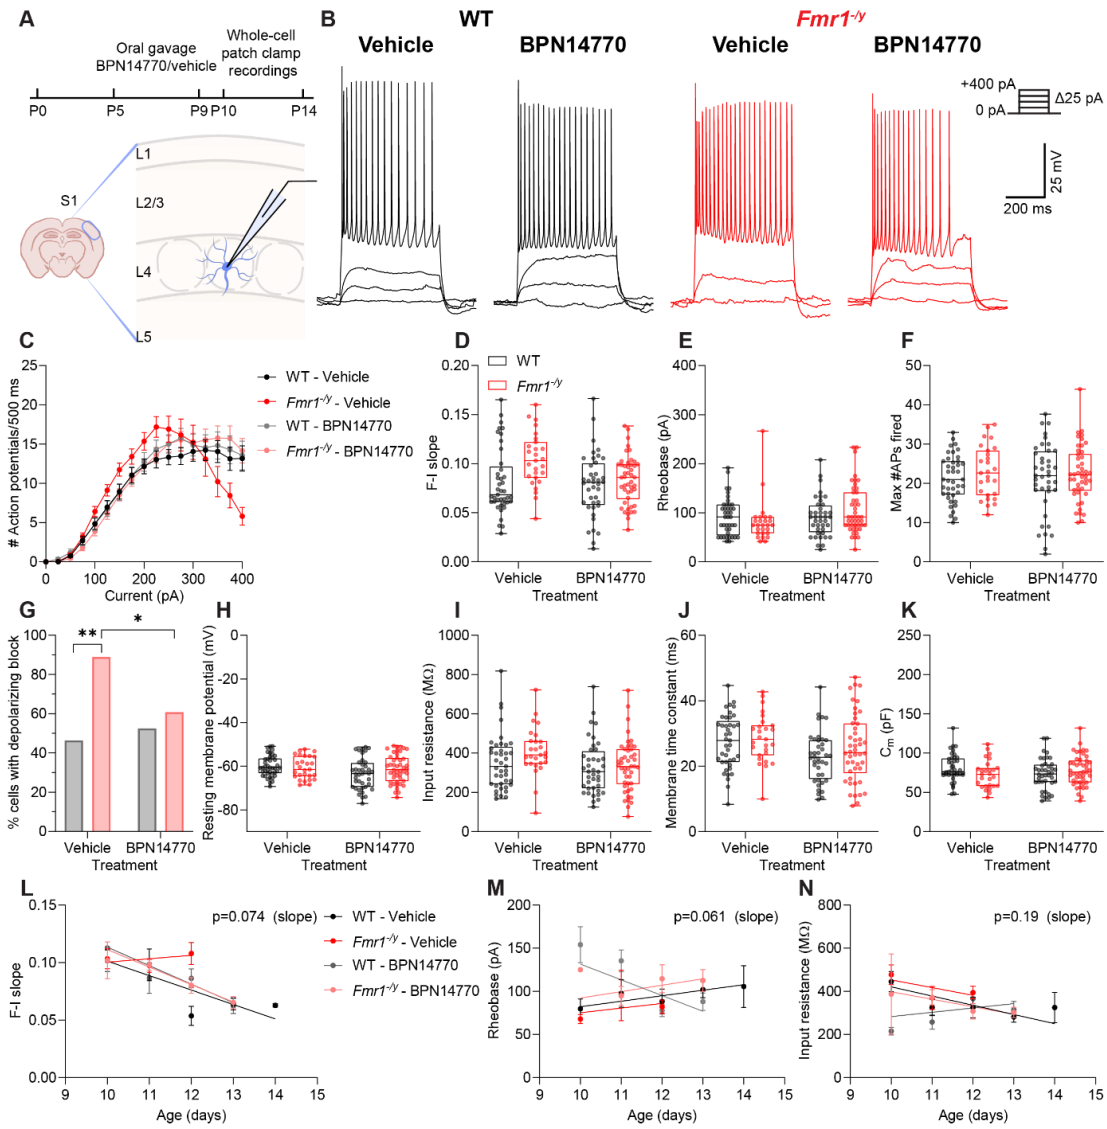 A
Oral gavage
BPN14770/vehicle
Whole-cell
patch clamp
recordings
P0
P5
P9
P10
P14
S1
L1
L2/3
L4
L5
B
WT
Fmr1-/y
Vehicle
BPN14770
Vehicle
BPN14770
+400 pA
0 pA
Δ25 pA
25 mV
200 ms
C
# Action potentials/500 ms
25
20
15
10
5
0
0
100
200
300
400
Current (pA)
WT - Vehicle
Fmr1-/y - Vehicle
WT - BPN14770
Fmr1-/y - BPN14770
D
F-I slope
0.20
0.15
0.10
0.05
0.00
WT
Fmr1-/y
Vehicle
BPN14770
Treatment
E
Rheobase (pA)
400
300
200
100
0
Vehicle
BPN14770
Treatment
F
Max #APs fired
50
40
30
20
10
0
Vehicle
BPN14770
Treatment
G
% cells with depolarizing block
100
80
60
40
20
0
**
*
Vehicle
BPN14770
Treatment
H
Resting membrane potential (mV)
0
−20
−40
−60
−80
Vehicle
BPN14770
Treatment
I
Input resistance (MΩ)
1000
800
600
400
200
0
Vehicle
BPN14770
Treatment
J
Membrane time constant (ms)
60
40
20
0
Vehicle
BPN14770
Treatment
K
Cm (pF)
250
200
150
100
50
0
Vehicle
BPN14770
Treatment
L
F-I slope
0.15
0.10
0.05
0.00
p=0.074 (slope)
9
10
11
12
13
14
15
Age (days)
WT - Vehicle
Fmr1-/y - Vehicle
WT - BPN14770
Fmr1-/y - BPN14770
M
Rheobase (pA)
200
150
100
50
0
p=0.061 (slope)
9
10
11
12
13
14
15
Age (days)
N
Input resistance (MΩ)
800
600
400
200
0
p=0.19 (slope)
9
10
11
12
13
14
15
Age (days)